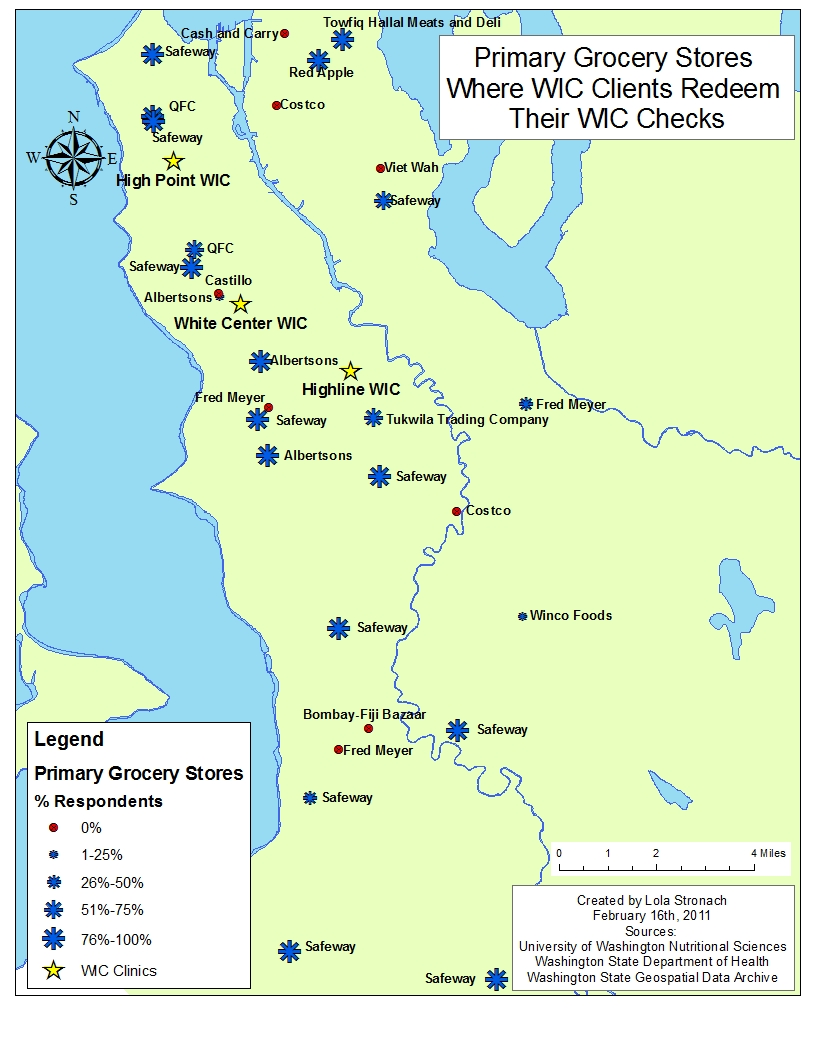 Towfiq Hallal Meats and Deli
Cash and Carry
Safeway
Red Apple
Primary Grocery Stores
Where WIC Clients Redeem
Their WIC Checks
QFC
Costco
N
W
E
S
Safeway
High Point WIC
Viet Wah
Safeway
QFC
Safeway
Castillo
Albertsons
White Center WIC
Albertsons
Highline WIC
Fred Meyer
Fred Meyer
Safeway
Tukwila Trading Company
Albertsons
Safeway
Costco
Winco Foods
Safeway
Bombay-Fiji Bazaar
Safeway
Fred Meyer
Safeway
Legend
Primary Grocery Stores
% Respondents
0%
1-25%
26%-50%
51%-75%
76%-100%
WIC Clinics
0 1 2 4 Miles
Created by Lola Stronach
February 16th, 2011
Sources:
University of Washington Nutritional Sciences
Washington State Department of Health
Washington State Geospatial Data Archive
Safeway
Safeway